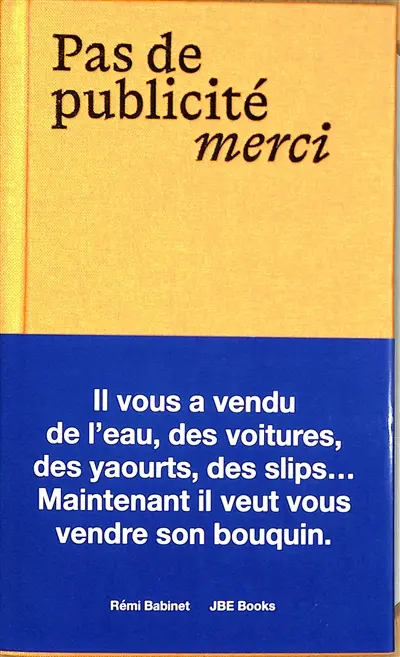 Pas de
publicité
merci
Il vous a vendu
de l’eau, des voitures,
des yaourts, des slips...
Maintenant il veut vous
vendre son bouquin.
Rémi Babinet JBE Books